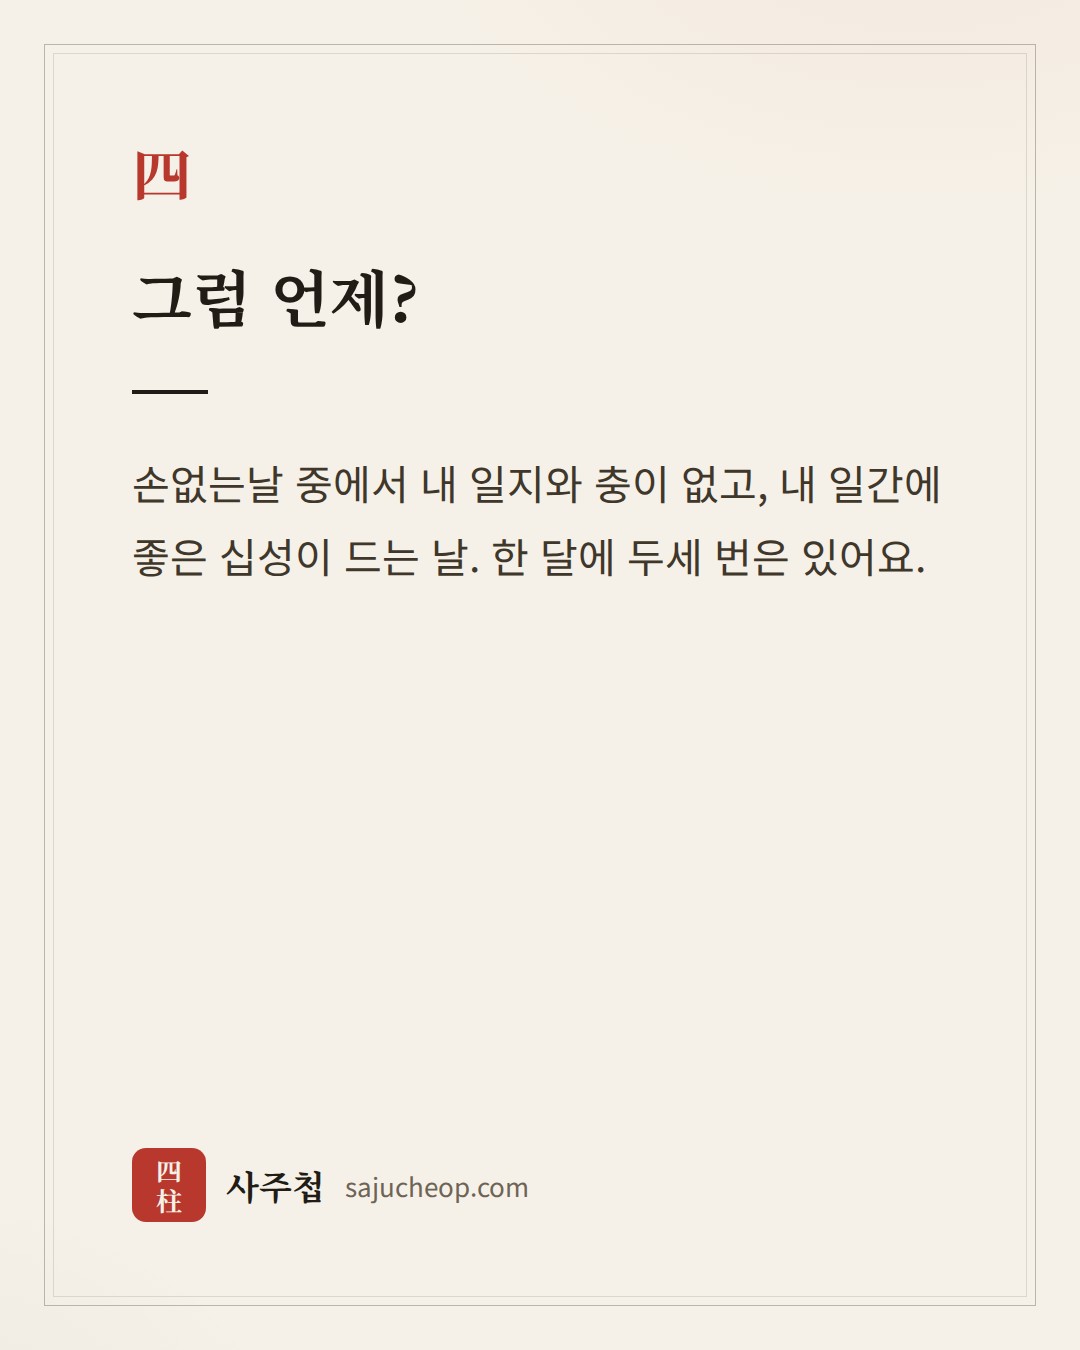 四
그럼 언제?
손없는날 중에서 내 일지와 충이 없고, 내 일간에
좋은 십성이 드는 날. 한 달에 두세 번은 있어요.
四
柱
사주첩 sajucheop.com